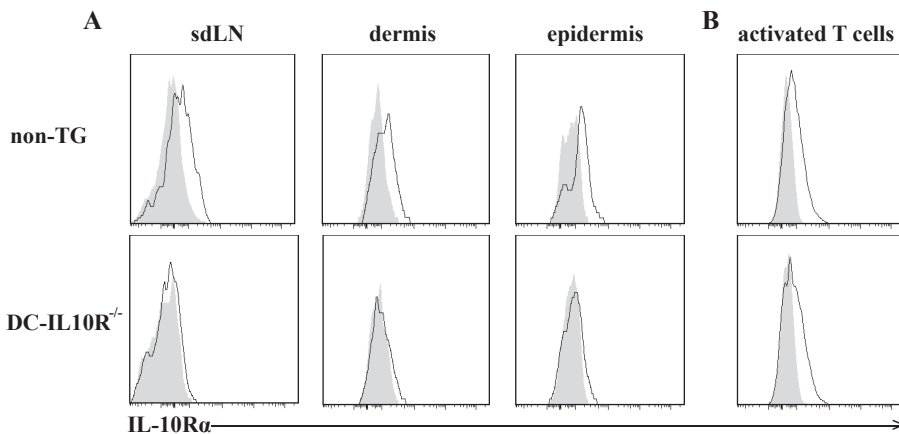 A
B
sdLN
dermis
epidermis
activated T cells
non-TG
DC-IL10R-/-
IL-10Rα